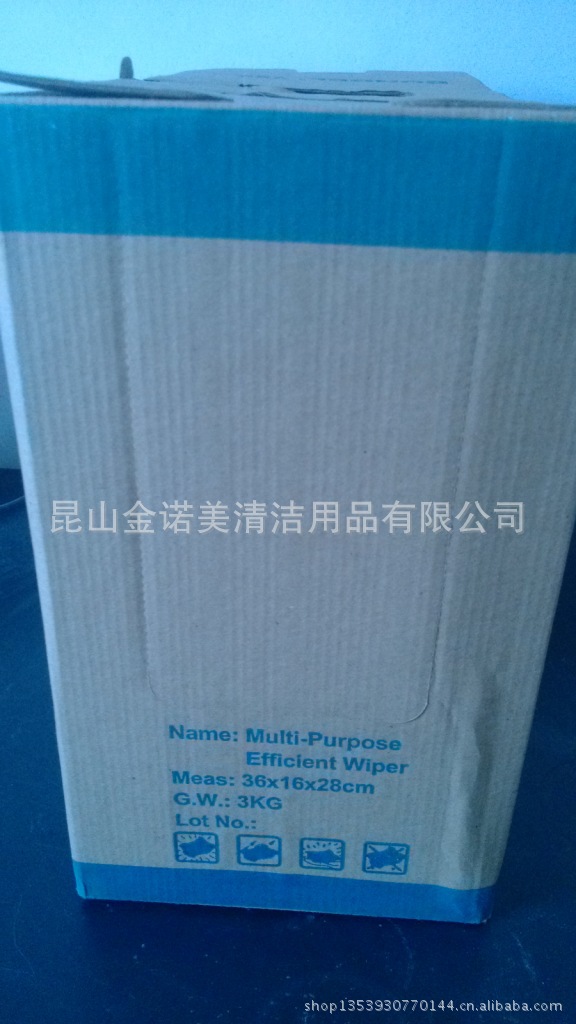 昆山金诺美清洁用品有限公司
Name: Multi-Purpose
Efficient Wiper
Meas: 36x16x28cm
G.W.: 3KG
Lot No.:
shop1353930770144.cn.alibaba.com